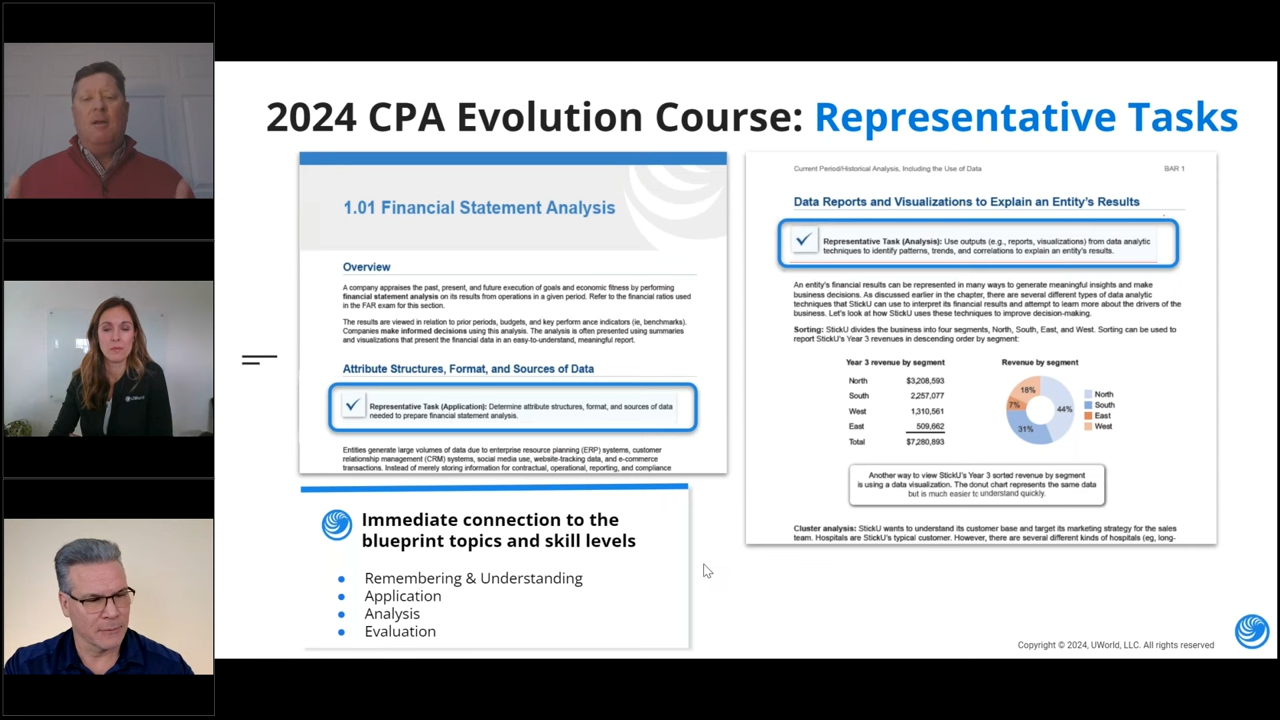 2024 CPA Evolution Course: Representative Tasks
1.01 Financial Statement Analysis
Overview
A company appraises the past, present, and future execution of goals and economic fitness by performing
financial statement analysis on its results from operations in a given period. Refer to the financial ratios used
in the FAR exam for this section.
The results are viewed in relation to prior periods, budgets, and key perform ance indicators (ie, benchmarks).
Companies make informed decisions using this analysis. The analysis is often presented using summaries
and visualizations that present the financial data in an easy-to-understand, meaningful report.
Attribute Structures, Format, and Sources of Data
Representative Task (Application): Determine attribute structures, format, and sources of data
needed to prepare financial statement analysis.
Entities generate large volumes of data due to enterprise resource planning (ERP) systems, customer
relationship management (CRM) systems, social media use, website-tracking data, and e-commerce
transactions. Instead of merely storing information for contractual, operational, reporting, and compliance
Immediate connection to the
blueprint topics and skill levels
● Remembering & Understanding
● Application
● Analysis
● Evaluation
Current Period/Historical Analysis, Including the Use of Data BAR 1
Data Reports and Visualizations to Explain an Entity's Results
Representative Task (Analysis): Use outputs (e.g., reports, visualizations) from data analytic
techniques to identify patterns, trends, and correlations to explain an entity's results.
An entity's financial results can be represented in many ways to generate meaningful insights and make
business decisions. As discussed earlier in the chapter, there are several different types of data analytic
techniques that StickU can use to interpret its financial results and attempt to learn more about the drivers of the
business. Let's look at how StickU uses these techniques to improve decision-making.
Sorting: StickU divides the business into four segments, North, South, East, and West. Sorting can be used to
report StickU's Year 3 revenues in descending order by segment:
Year 3 revenue by segment
North $3,208,593
South 2,257,077
West 1,310,561
East 509,662
Total $7,280,893
Revenue by segment
18%
7%
44%
31%
North
South
East
West
Another way to view StickU's Year 3 sorted revenue by segment
is using a data visualization. The donut chart represents the same data
but is much easier to understand quickly.
Cluster analysis: StickU wants to understand its customer base and target its marketing strategy for the sales
team. Hospitals are StickU's typical customer. However, there are several different kinds of hospitals (eg, long-
Copyright © 2024, UWorld, LLC. All rights reserved
UWorld